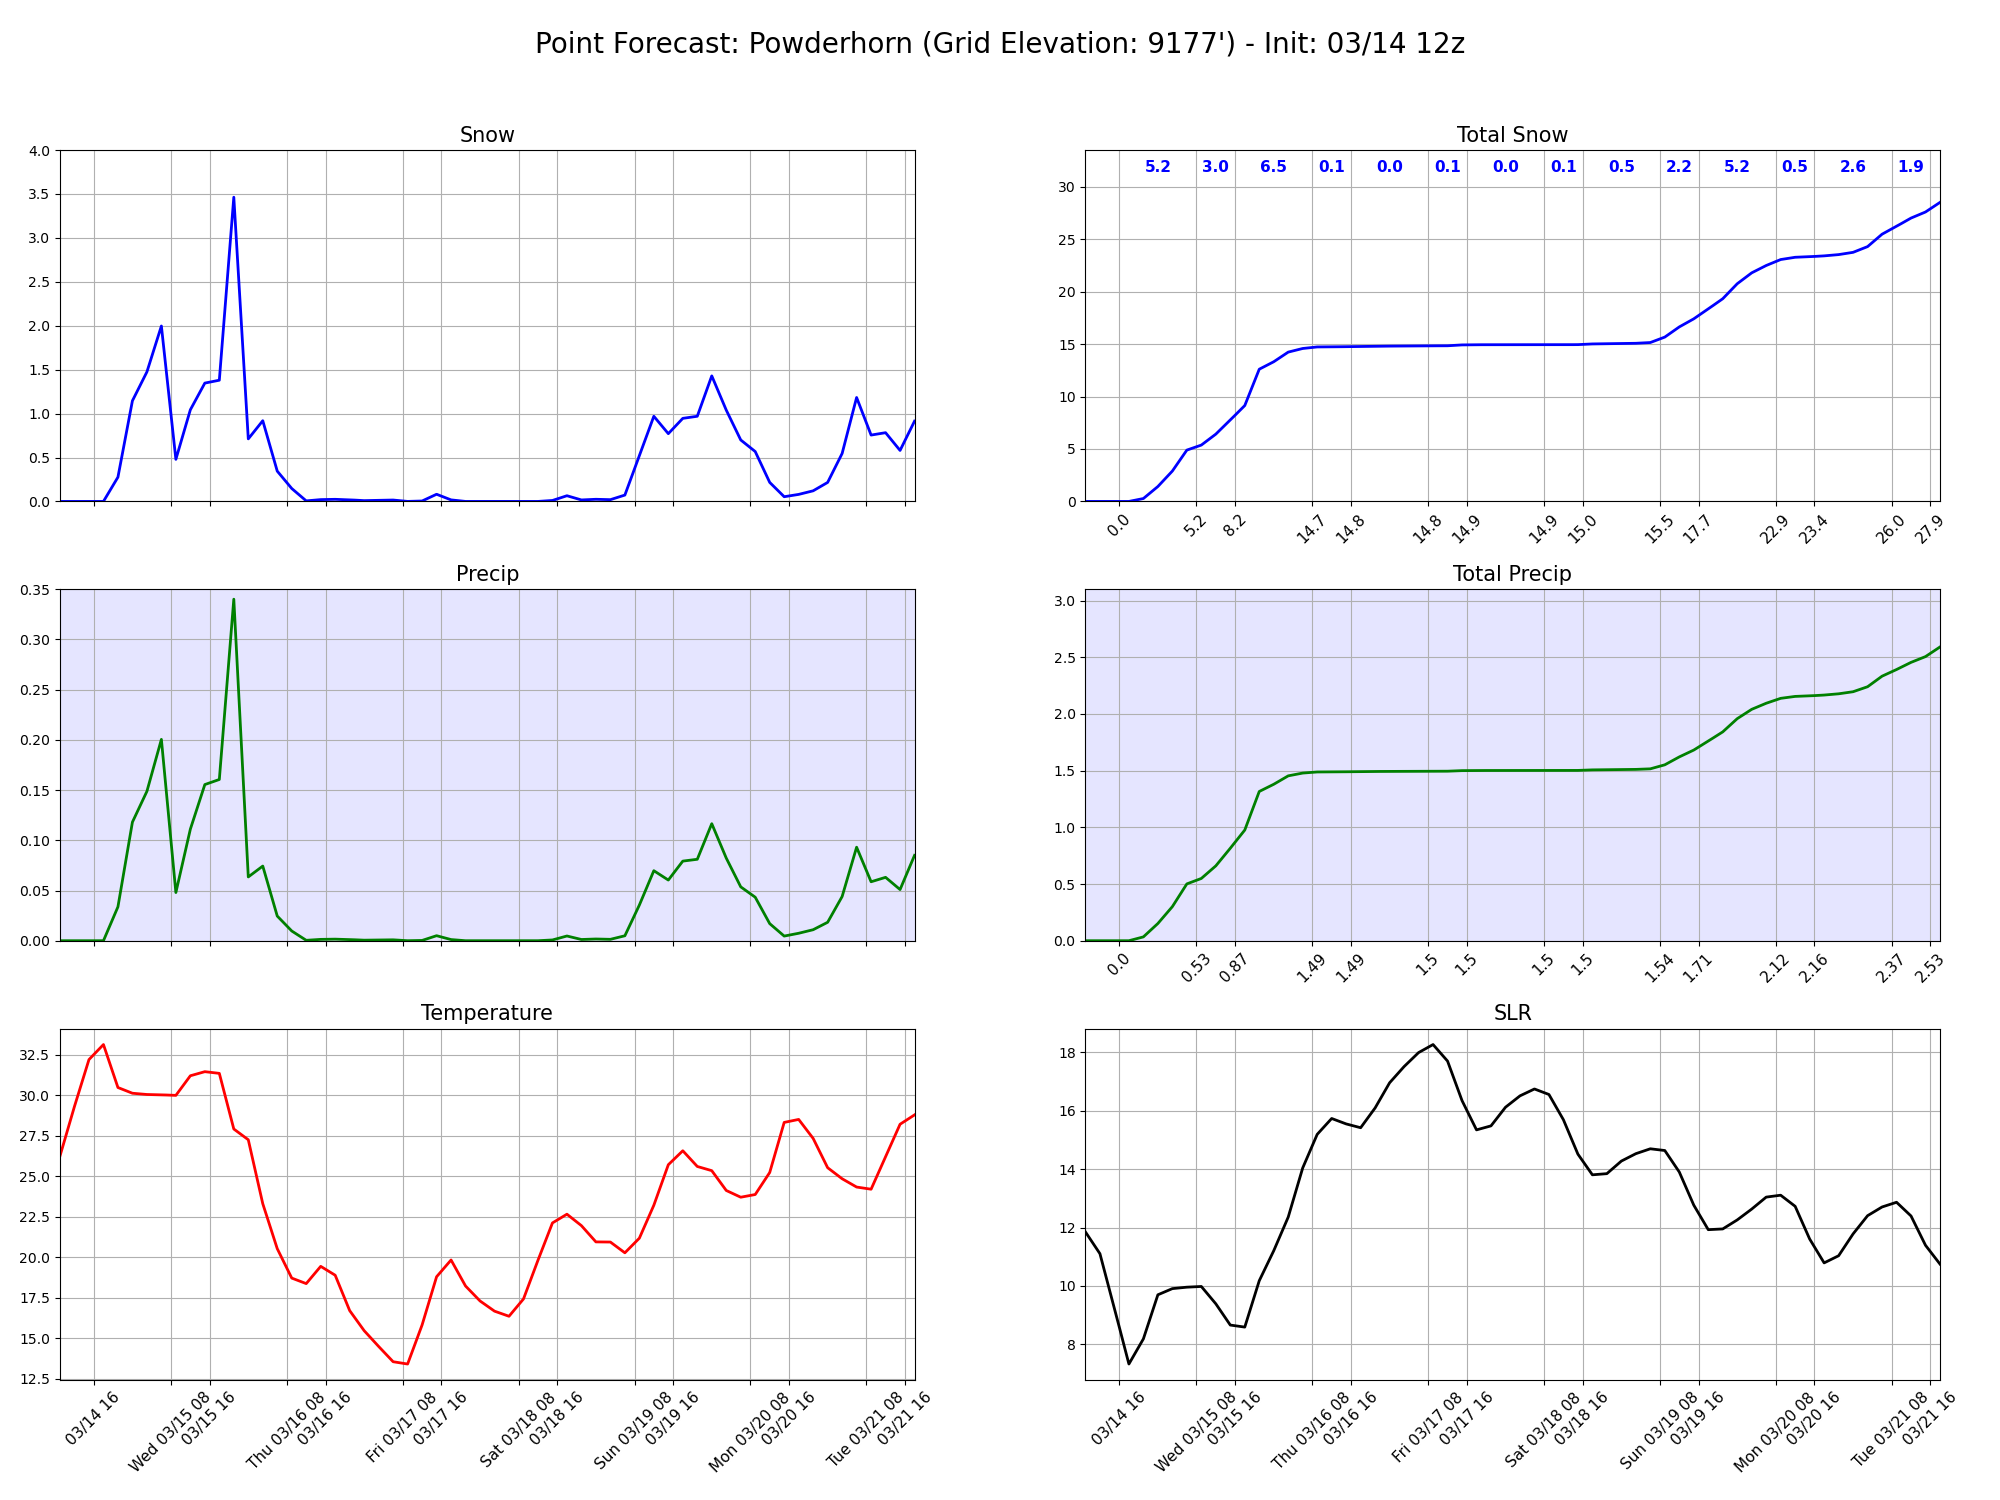 Point Forecast: Powderhorn (Grid Elevation: 9177') - Init: 03/14 12z
Snow
4.0
3.5
3.0
2.5
2.0
1.5
1.0
0.5
0.0
Total Snow
5.2 3.0 6.5 0.1 0.0 0.1 0.0 0.1 0.5 2.2 5.2 0.5 2.6 1.9
30
25
20
15
10
5
0
0.0 5.2 8.2 14.7 14.8 14.8 14.9 14.9 15.0 15.5 17.7 22.9 23.4 26.0 27.9
Precip
0.35
0.30
0.25
0.20
0.15
0.10
0.05
0.00
Total Precip
3.0
2.5
2.0
1.5
1.0
0.5
0.0
0.0 0.53 0.87 1.49 1.49 1.5 1.5 1.5 1.5 1.54 1.71 2.12 2.16 2.37 2.53
Temperature
32.5
30.0
27.5
25.0
22.5
20.0
17.5
15.0
12.5
03/14 16
Wed 03/15 08
03/15 16
Thu 03/16 08
03/16 16
Fri 03/17 08
03/17 16
Sat 03/18 08
03/18 16
Sun 03/19 08
03/19 16
Mon 03/20 08
03/20 16
Tue 03/21 08
03/21 16
SLR
18
16
14
12
10
8
03/14 16
Wed 03/15 08
03/15 16
Thu 03/16 08
03/16 16
Fri 03/17 08
03/17 16
Sat 03/18 08
03/18 16
Sun 03/19 08
03/19 16
Mon 03/20 08
03/20 16
Tue 03/21 08
03/21 16